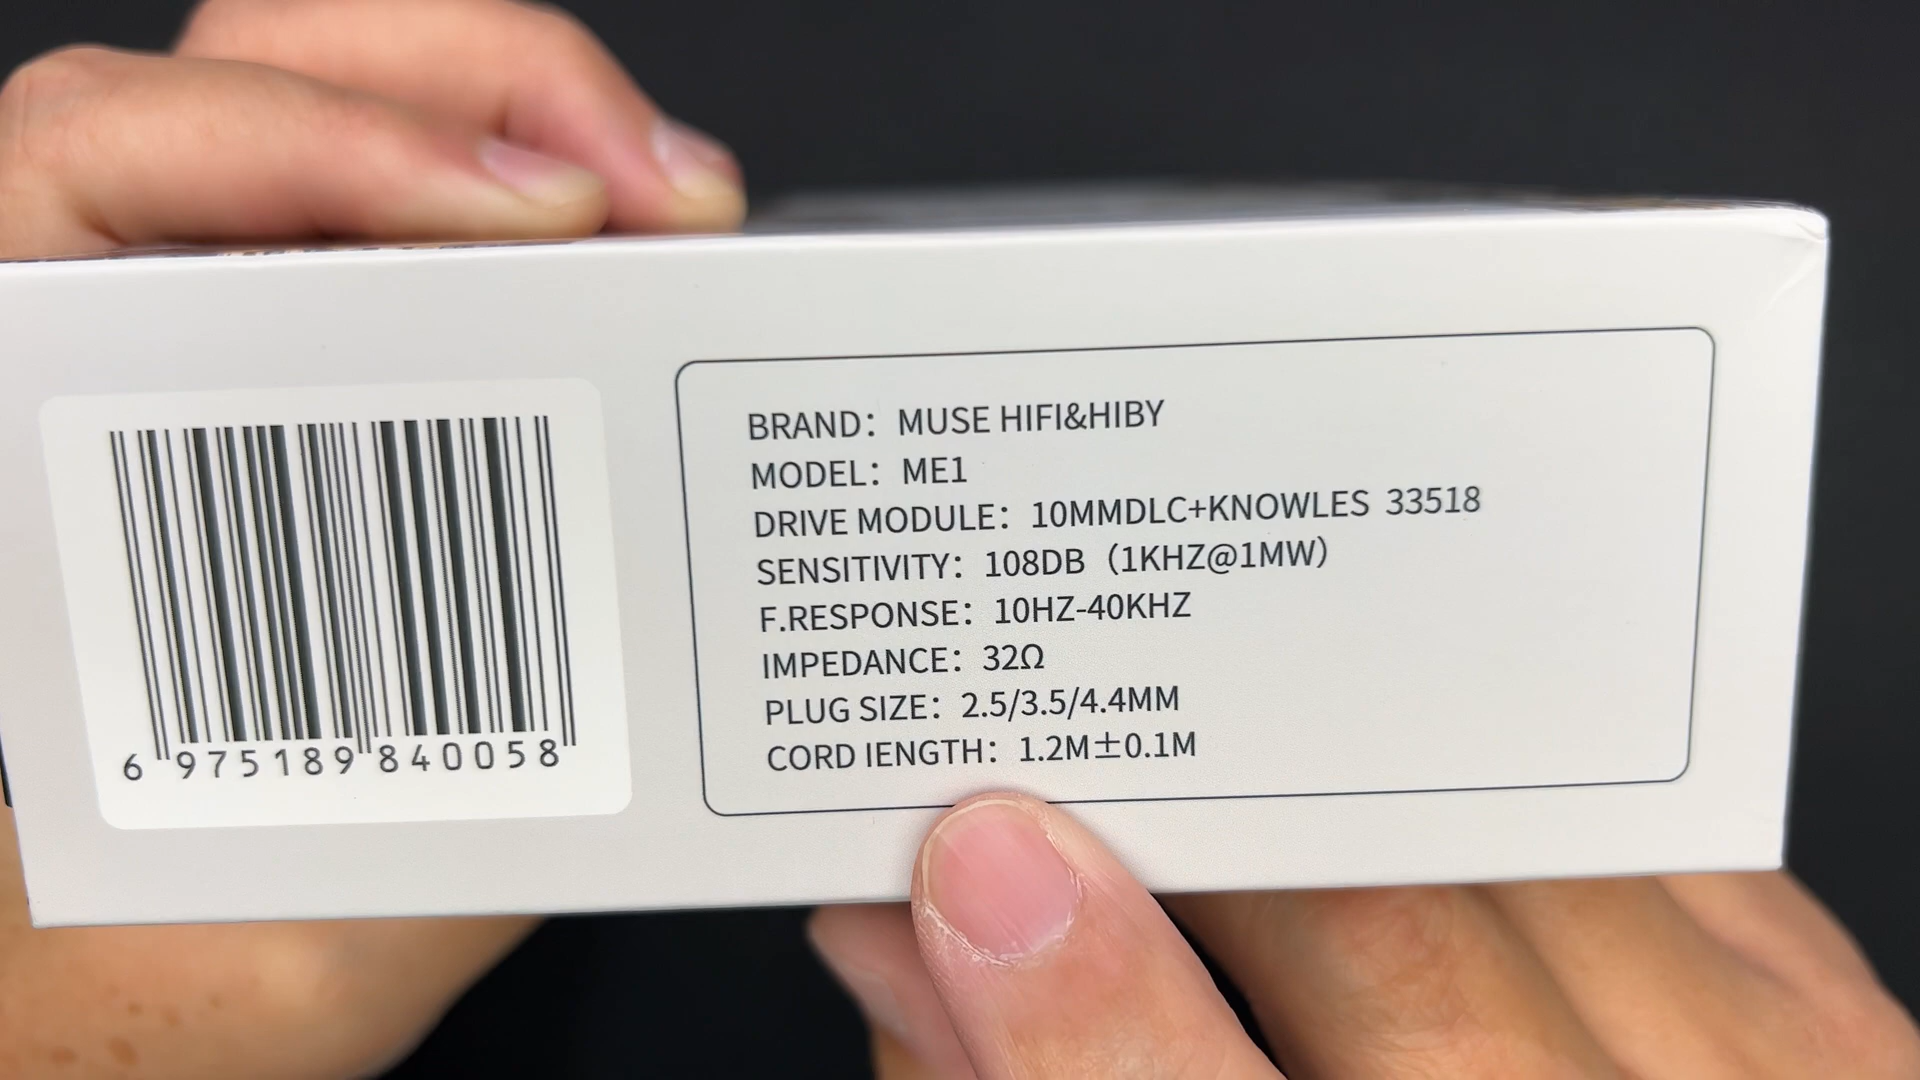 BRAND：MUSE HIFI&HIBY
MODEL：ME1
DRIVE MODULE：10MMDLC+KNOWLES 33518
SENSITIVITY：108DB（1KHZ@1MW）
F.RESPONSE：10HZ-40KHZ
IMPEDANCE：32Ω
PLUG SIZE：2.5/3.5/4.4MM
CORD lENGTH：1.2M±0.1M
6 975189 840058